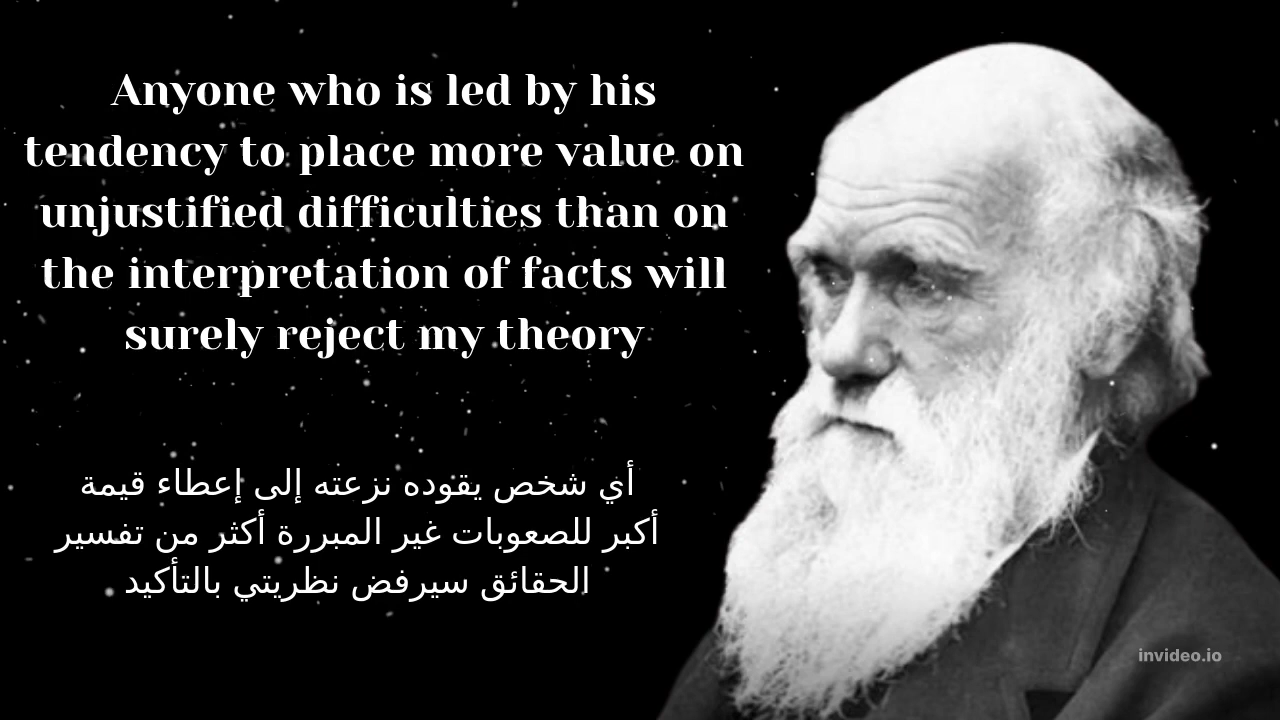 Anyone who is led by his
tendency to place more value on
unjustified difficulties than on
the interpretation of facts will
surely reject my theory
أي شخص يقوده نزعته إلى إعطاء قيمة
أكبر للصعوبات غير المبررة أكثر من تفسير
الحقائق سيرفض نظريتي بالتأكيد
invideo.io